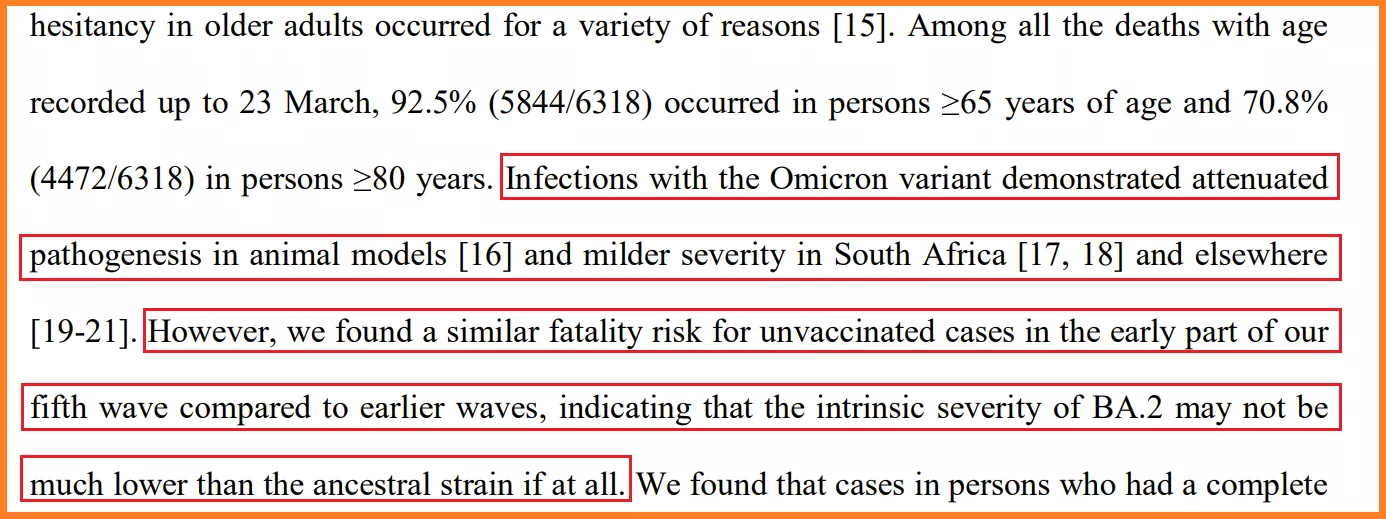 hesitancy in older adults occurred for a variety of reasons [15]. Among all the deaths with age
recorded up to 23 March, 92.5% (5844/6318) occurred in persons ≥65 years of age and 70.8%
(4472/6318) in persons ≥80 years. Infections with the Omicron variant demonstrated attenuated
pathogenesis in animal models [16] and milder severity in South Africa [17, 18] and elsewhere
[19-21]. However, we found a similar fatality risk for unvaccinated cases in the early part of our
fifth wave compared to earlier waves, indicating that the intrinsic severity of BA.2 may not be
much lower than the ancestral strain if at all. We found that cases in persons who had a complete